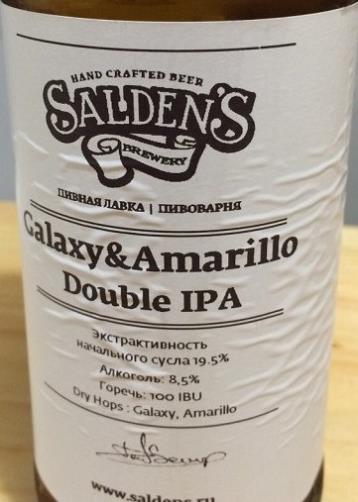 HAND CRAFTED BEER
SALDEN'S
BREWERY
ПИВНАЯ ЛАВКА | ПИВОВАРНЯ
Galaxy&Amarillo
Double IPA
экстрактивность
начального сусла 19.5%
Алкоголь: 8,5%
Горечь: 100 IBU
Dry Hops : Galaxy, Amarillo
www.saldens.ru